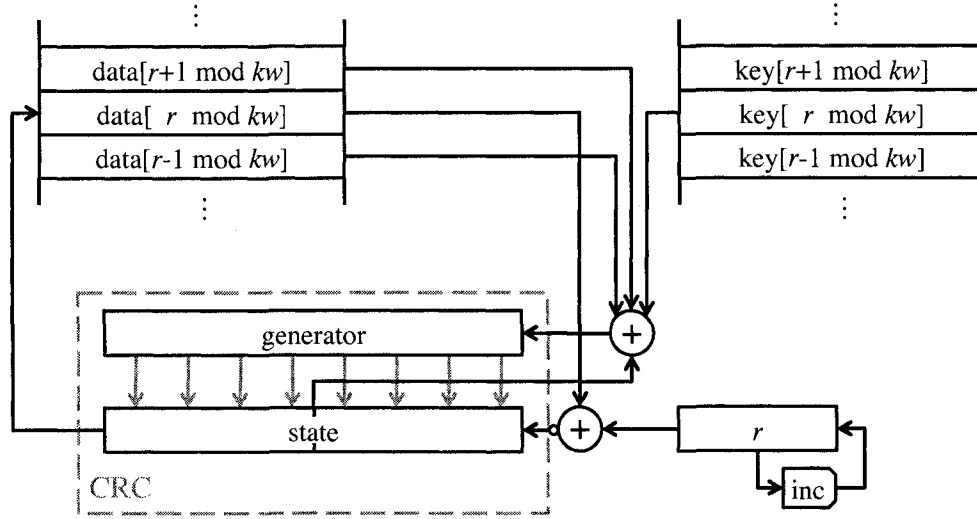 ⋮ ⋮
data[r+1 mod kw] key[r+1 mod kw]
data[ r mod kw] key[ r mod kw]
data[r-1 mod kw] key[r-1 mod kw]
⋮ ⋮
generator +
state + r
CRC inc